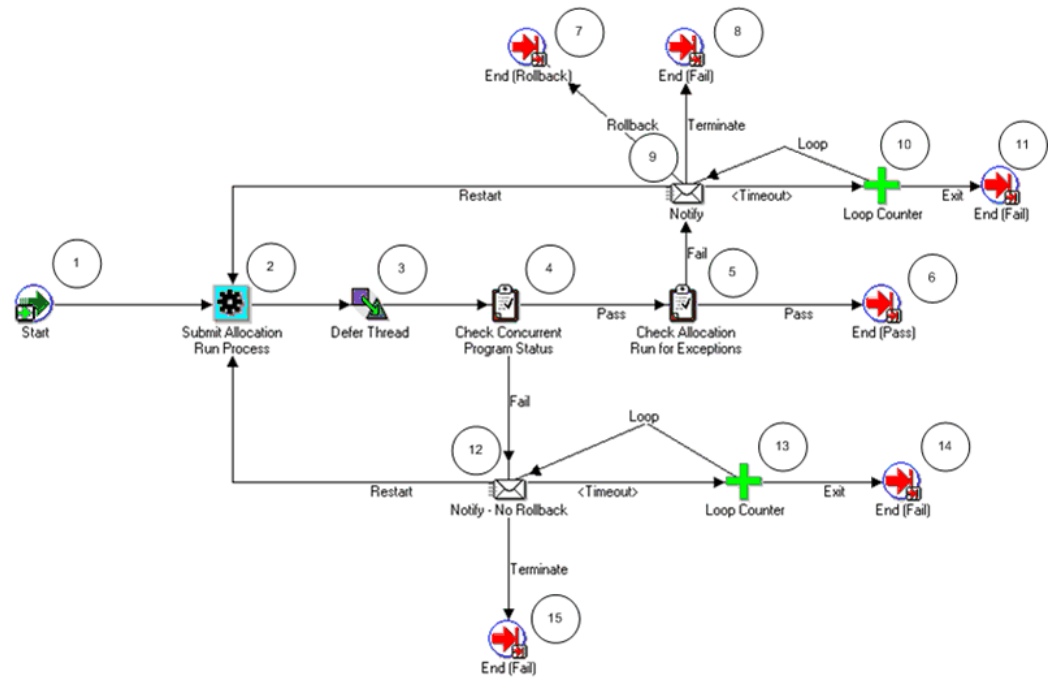 7
8
End (Rollback)
End (Fail)
Rollback
Terminate
9
Loop
10
11
Restart
<Timeout>
Exit
Notify
Loop Counter
End (Fail)
Fail
1
2
3
4
5
6
Pass
Pass
Start
Submit Allocation
Run Process
Defer Thread
Check Concurrent
Program Status
Check Allocation
Run for Exceptions
End (Pass)
Fail
Loop
12
13
14
Restart
<Timeout>
Exit
Notify - No Rollback
Loop Counter
End (Fail)
Terminate
15
End (Fail)